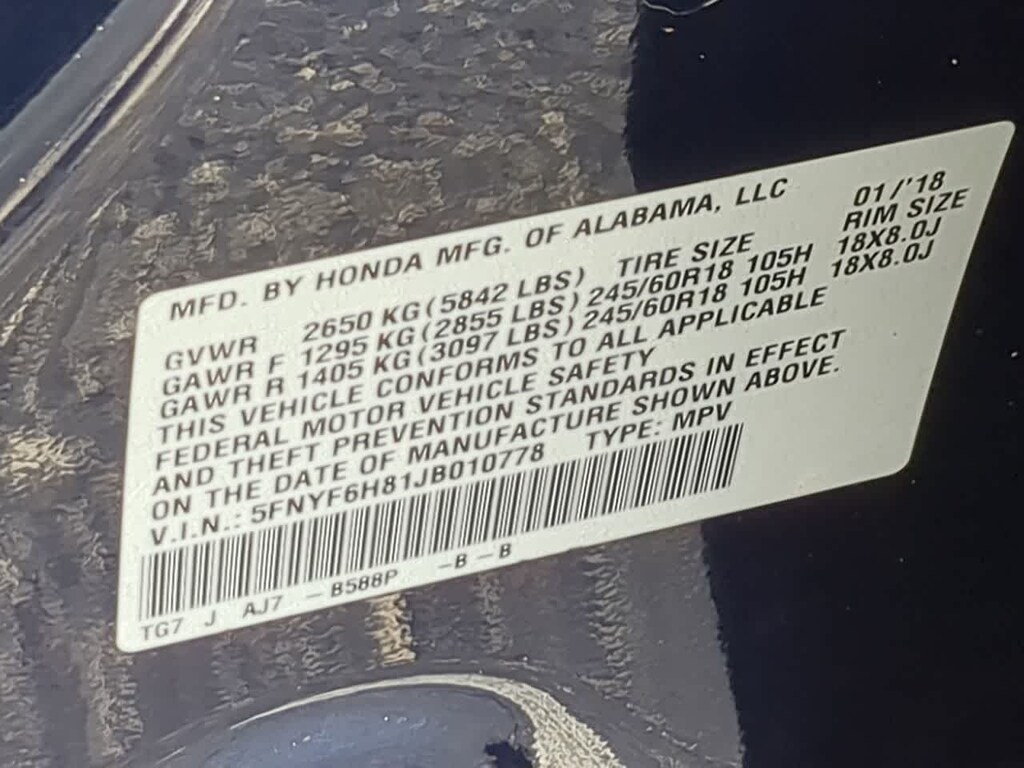 MFD. BY HONDA MFG. OF ALABAMA, LLC 01/'18
GVWR 2650 KG (5842 LBS) TIRE SIZE RIM SIZE
GAWR F 1295 KG (2855 LBS) 245/60R18 105H 18X8.0J
GAWR R 1405 KG (3097 LBS) 245/60R18 105H 18X8.0J
THIS VEHICLE CONFORMS TO ALL APPLICABLE
FEDERAL MOTOR VEHICLE SAFETY
AND THEFT PREVENTION STANDARDS IN EFFECT
ON THE DATE OF MANUFACTURE SHOWN ABOVE.
V.I.N.: 5FNYF6H81JB010778 TYPE: MPV
TG7 J AJ7 - B588P - B - B